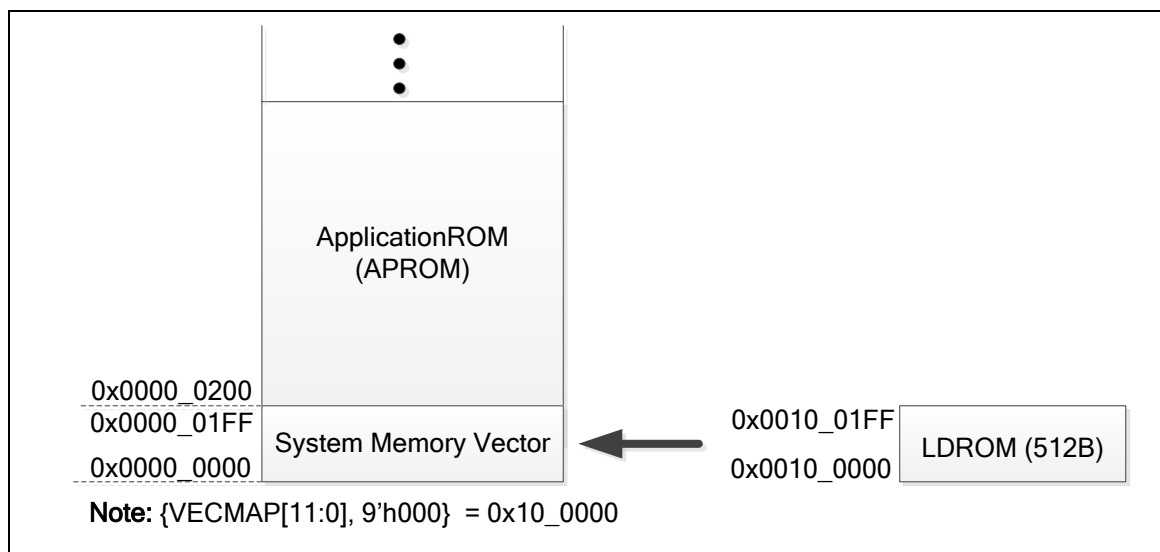 ApplicationROM
(APROM)
0x0000_0200
0x0000_01FF
System Memory Vector
0x0000_0000
0x0010_01FF
LDROM (512B)
0x0010_0000
Note: {VECMAP[11:0], 9'h000} = 0x10_0000